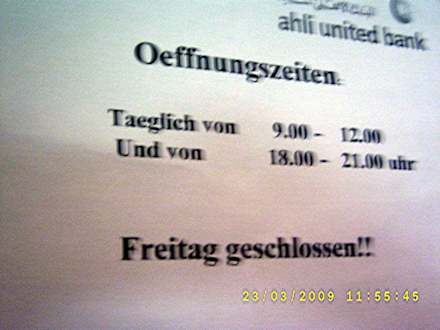 ahli united bank
Oeffnungszeiten:
Taeglich von 9.00 - 12.00
Und von 18.00 - 21.00 uhr
Freitag geschlossen!!
23/03/2009 11:55:45